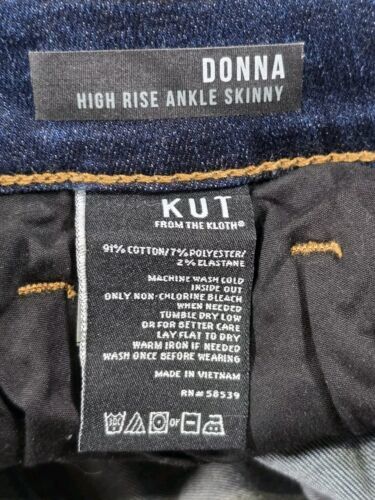 DONNA
HIGH RISE ANKLE SKINNY
KUT
FROM THE KLOTH®
91% COTTON/7% POLYESTER/
2% ELASTANE
MACHINE WASH COLD
INSIDE OUT
ONLY NON-CHLORINE BLEACH
WHEN NEEDED
TUMBLE DRY LOW
OR FOR BETTER CARE
LAY FLAT TO DRY
WARM IRON IF NEEDED
WASH ONCE BEFORE WEARING
MADE IN VIETNAM
RN# 58539
OR